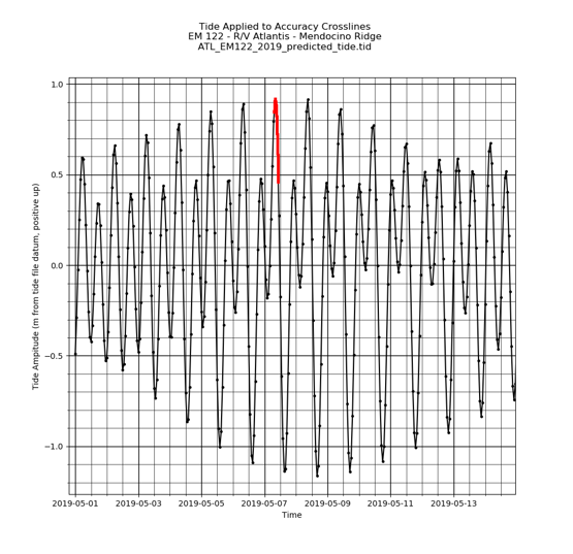 Tide Applied to Accuracy Crosslines
EM 122 - R/V Atlantis - Mendocino Ridge
ATL_EM122_2019_predicted_tide.tid
1.0
0.5
0.0
−0.5
−1.0
Tide Ampitude (m from tide file datum, positive up)
2019-05-01 2019-05-03 2019-05-05 2019-05-07 2019-05-09 2019-05-11 2019-05-13
Time